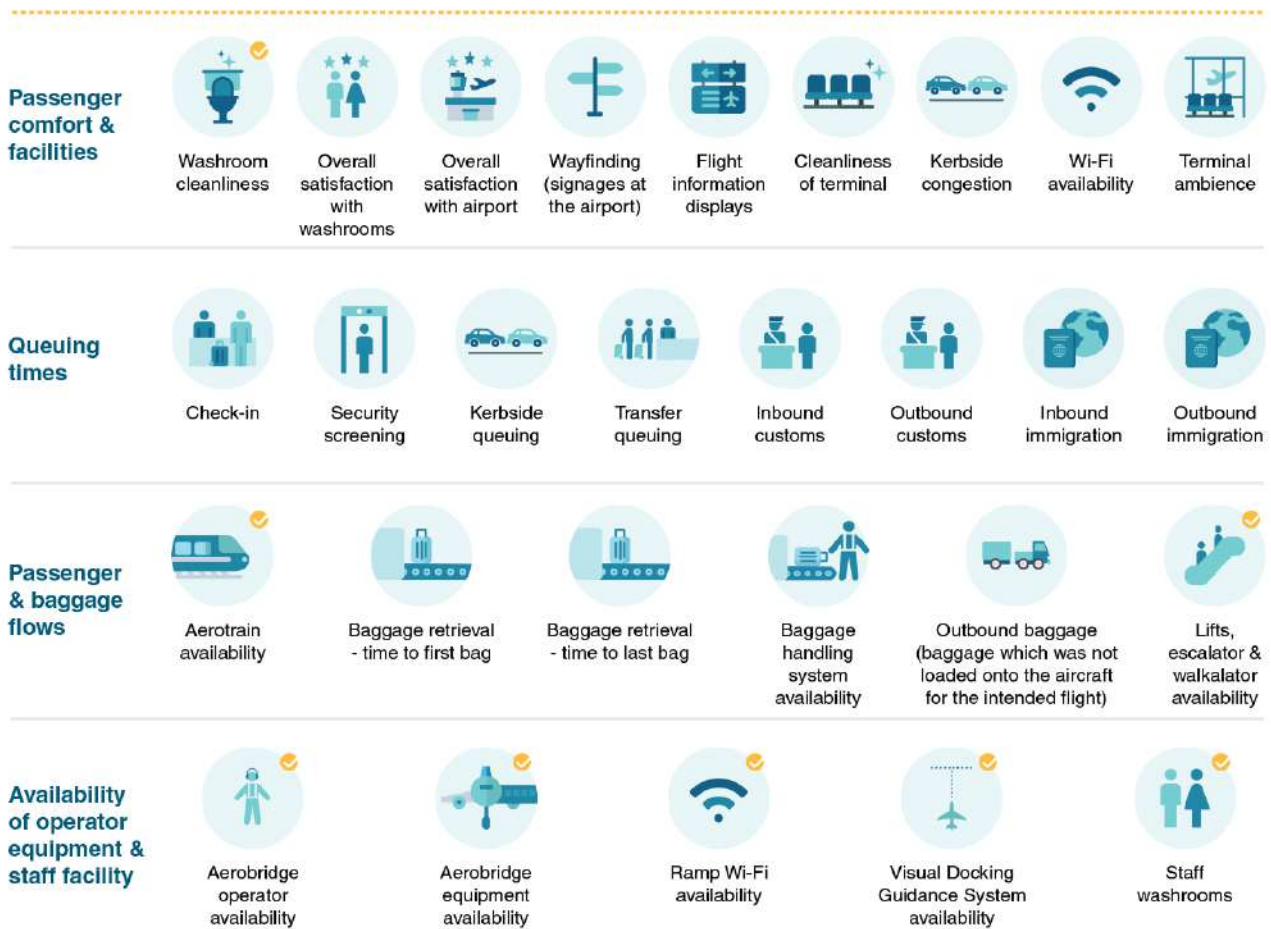 Passenger
comfort &
facilities
Washroom
cleanliness
Overall
satisfaction
with
washrooms
Overall
satisfaction
with airport
Wayfinding
(signages at
the airport)
Flight
information
displays
Cleanliness
of terminal
Kerbside
congestion
Wi-Fi
availability
Terminal
ambience
Queuing
times
Check-in
Security
screening
Kerbside
queuing
Transfer
queuing
Inbound
customs
Outbound
customs
Inbound
immigration
Outbound
immigration
Passenger
& baggage
flows
Aerotrain
availability
Baggage retrieval
- time to first bag
Baggage retrieval
- time to last bag
Baggage
handling
system
availability
Outbound baggage
(baggage which was not
loaded onto the aircraft
for the intended flight)
Lifts,
escalator &
walkalator
availability
Availability
of operator
equipment &
staff facility
Aerobridge
operator
availability
Aerobridge
equipment
availability
Ramp Wi-Fi
availability
Visual Docking
Guidance System
availability
Staff
washrooms